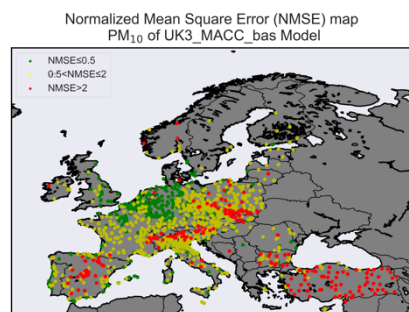 Normalized Mean Square Error (NMSE) map
PM₁₀ of UK3_MACC_bas Model
NMSE≤0.5
0.5<NMSE≤2
NMSE>2